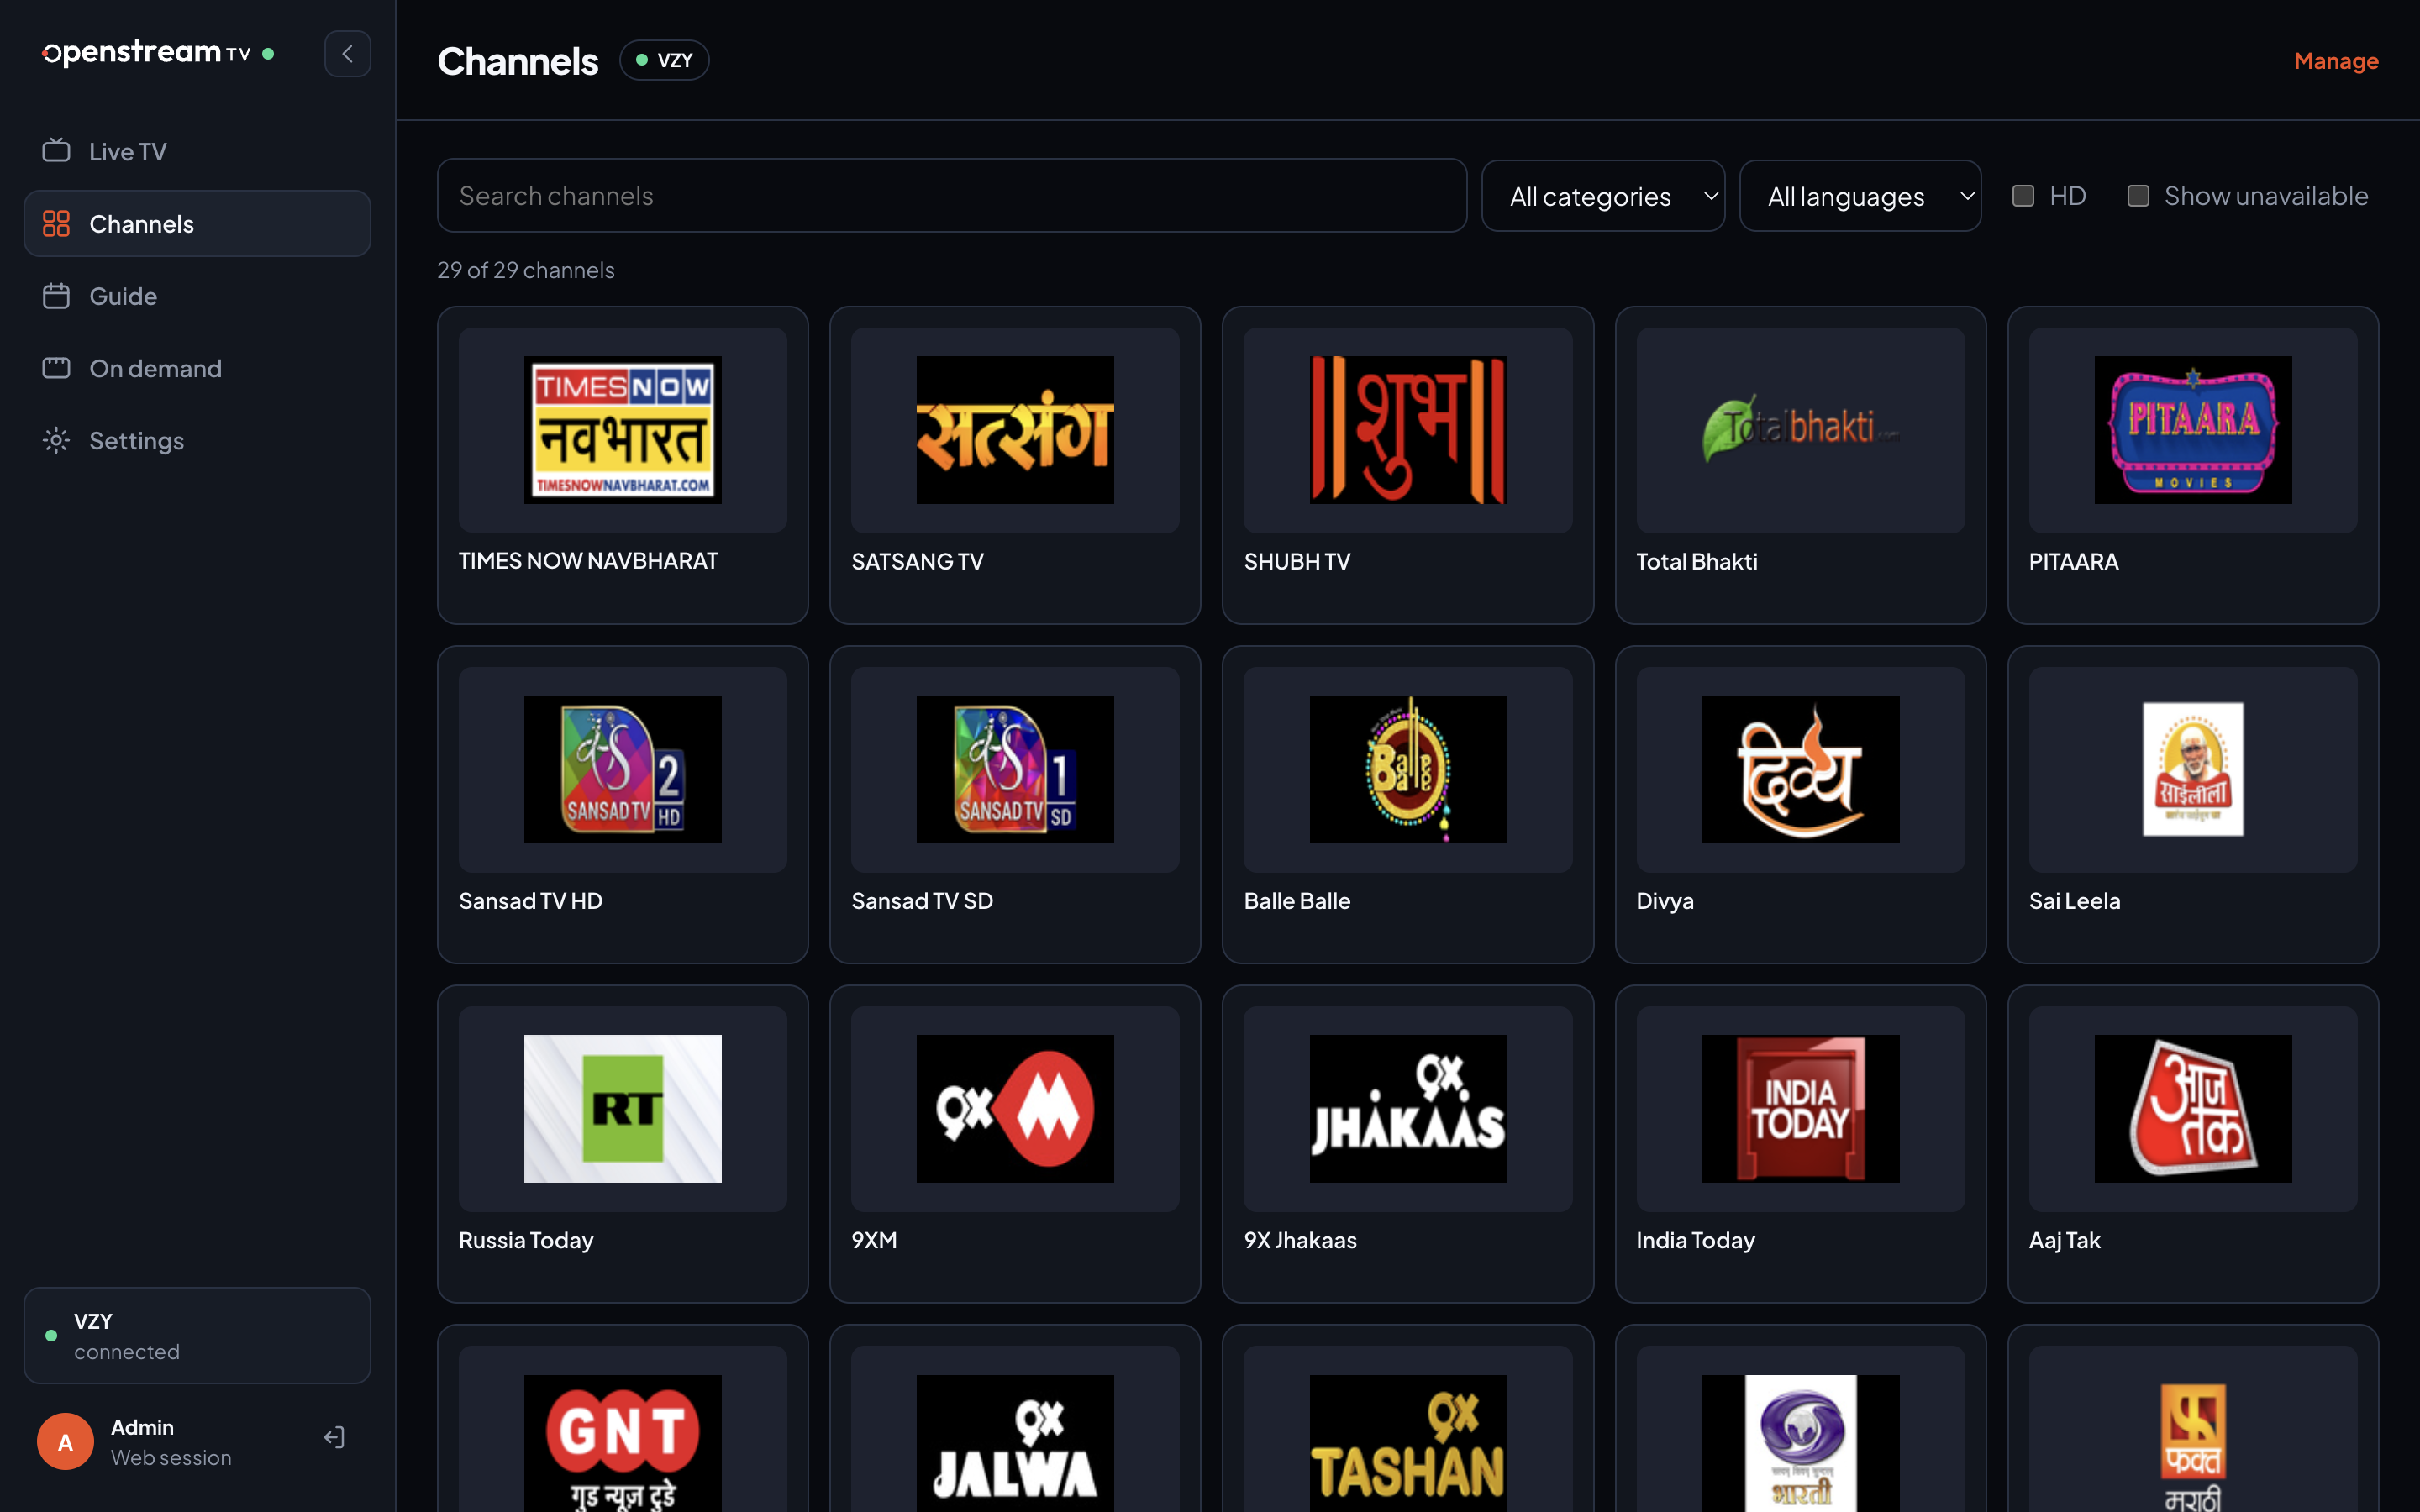 openstream TV
Channels
VZY
Manage
Live TV
Channels
Guide
On demand
Settings
Search channels
All categories
All languages
HD
Show unavailable
29 of 29 channels
TIMES NOW
नवभारत
TIMESNOWNAVBHARAT.COM
TIMES NOW NAVBHARAT
सत्संग
SATSANG TV
शुभ
SHUBH TV
Totalbhakti
Total Bhakti
PITAARA
MOVIES
PITAARA
SANSAD TV
2
HD
Sansad TV HD
SANSAD TV
1
SD
Sansad TV SD
Balle
Balle
Balle Balle
दिव्य
Divya
साईलीला
Sai Leela
RT
Russia Today
9X
M
9XM
9X
JHAKAAS
9X Jhakaas
INDIA
TODAY
India Today
आज
तक
Aaj Tak
GNT
गुड न्यूज़ टुडे
9X
JALWA
9X
TASHAN
भारती
फक्त
मराठी
VZY
connected
A
Admin
Web session